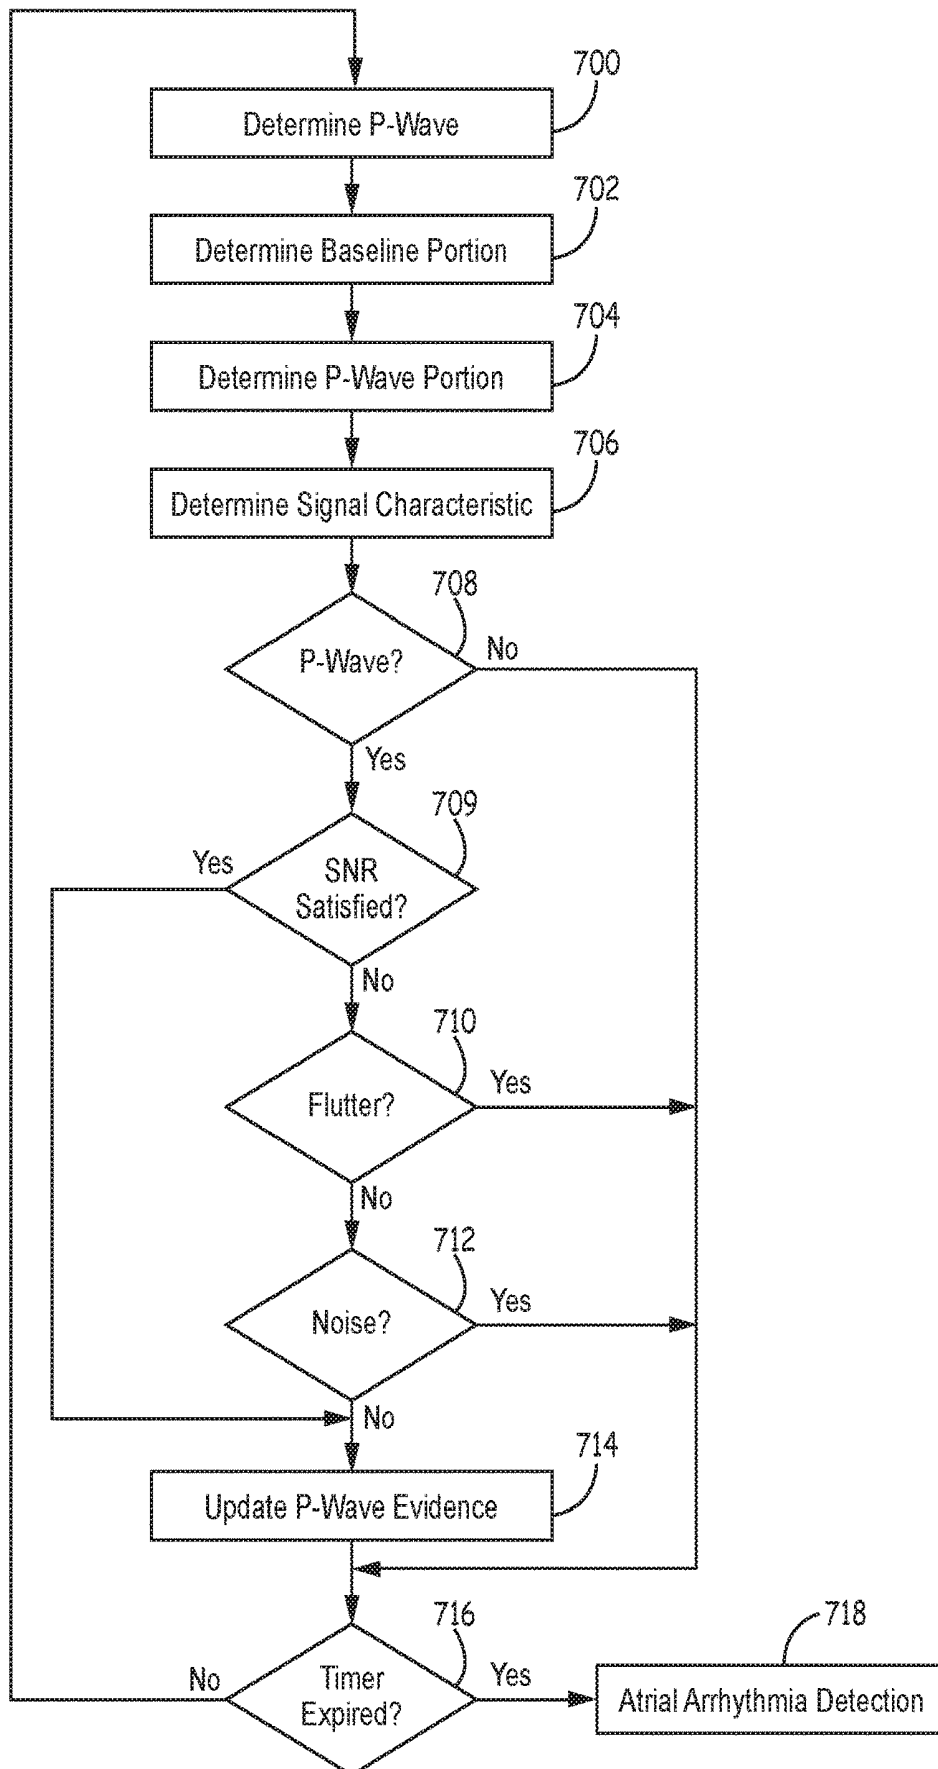 700
Determine P-Wave
702
Determine Baseline Portion
704
Determine P-Wave Portion
706
Determine Signal Characteristic
708
P-Wave?
No
Yes
709
Yes
SNR
Satisfied?
No
710
Flutter?
Yes
No
712
Noise?
Yes
No
714
Update P-Wave Evidence
716
718
No
Timer
Expired?
Yes
Atrial Arrhythmia Detection